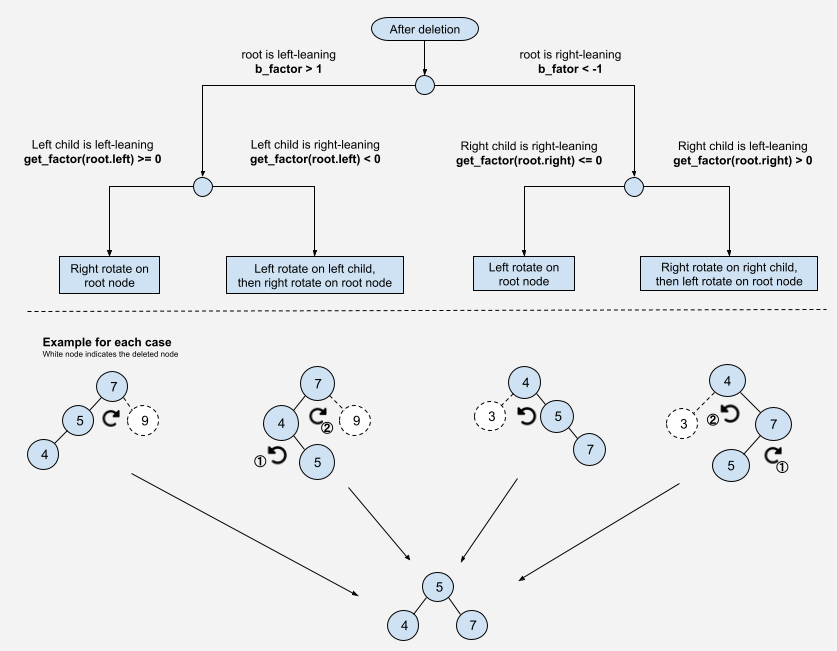 After deletion
root is left-leaning
b_factor > 1
root is right-leaning
b_fator < -1
Left child is left-leaning
get_factor(root.left) >= 0
Left child is right-leaning
get_factor(root.left) < 0
Right child is right-leaning
get_factor(root.right) <= 0
Right child is left-leaning
get_factor(root.right) > 0
Right rotate on
root node
Left rotate on left child,
then right rotate on root node
Left rotate on
root node
Right rotate on right child,
then left rotate on root node
Example for each case
White node indicates the deleted node
7
5
9
4
7
4
9
②
①
5
4
3
5
7
4
3
②
7
5
①
5
4
7